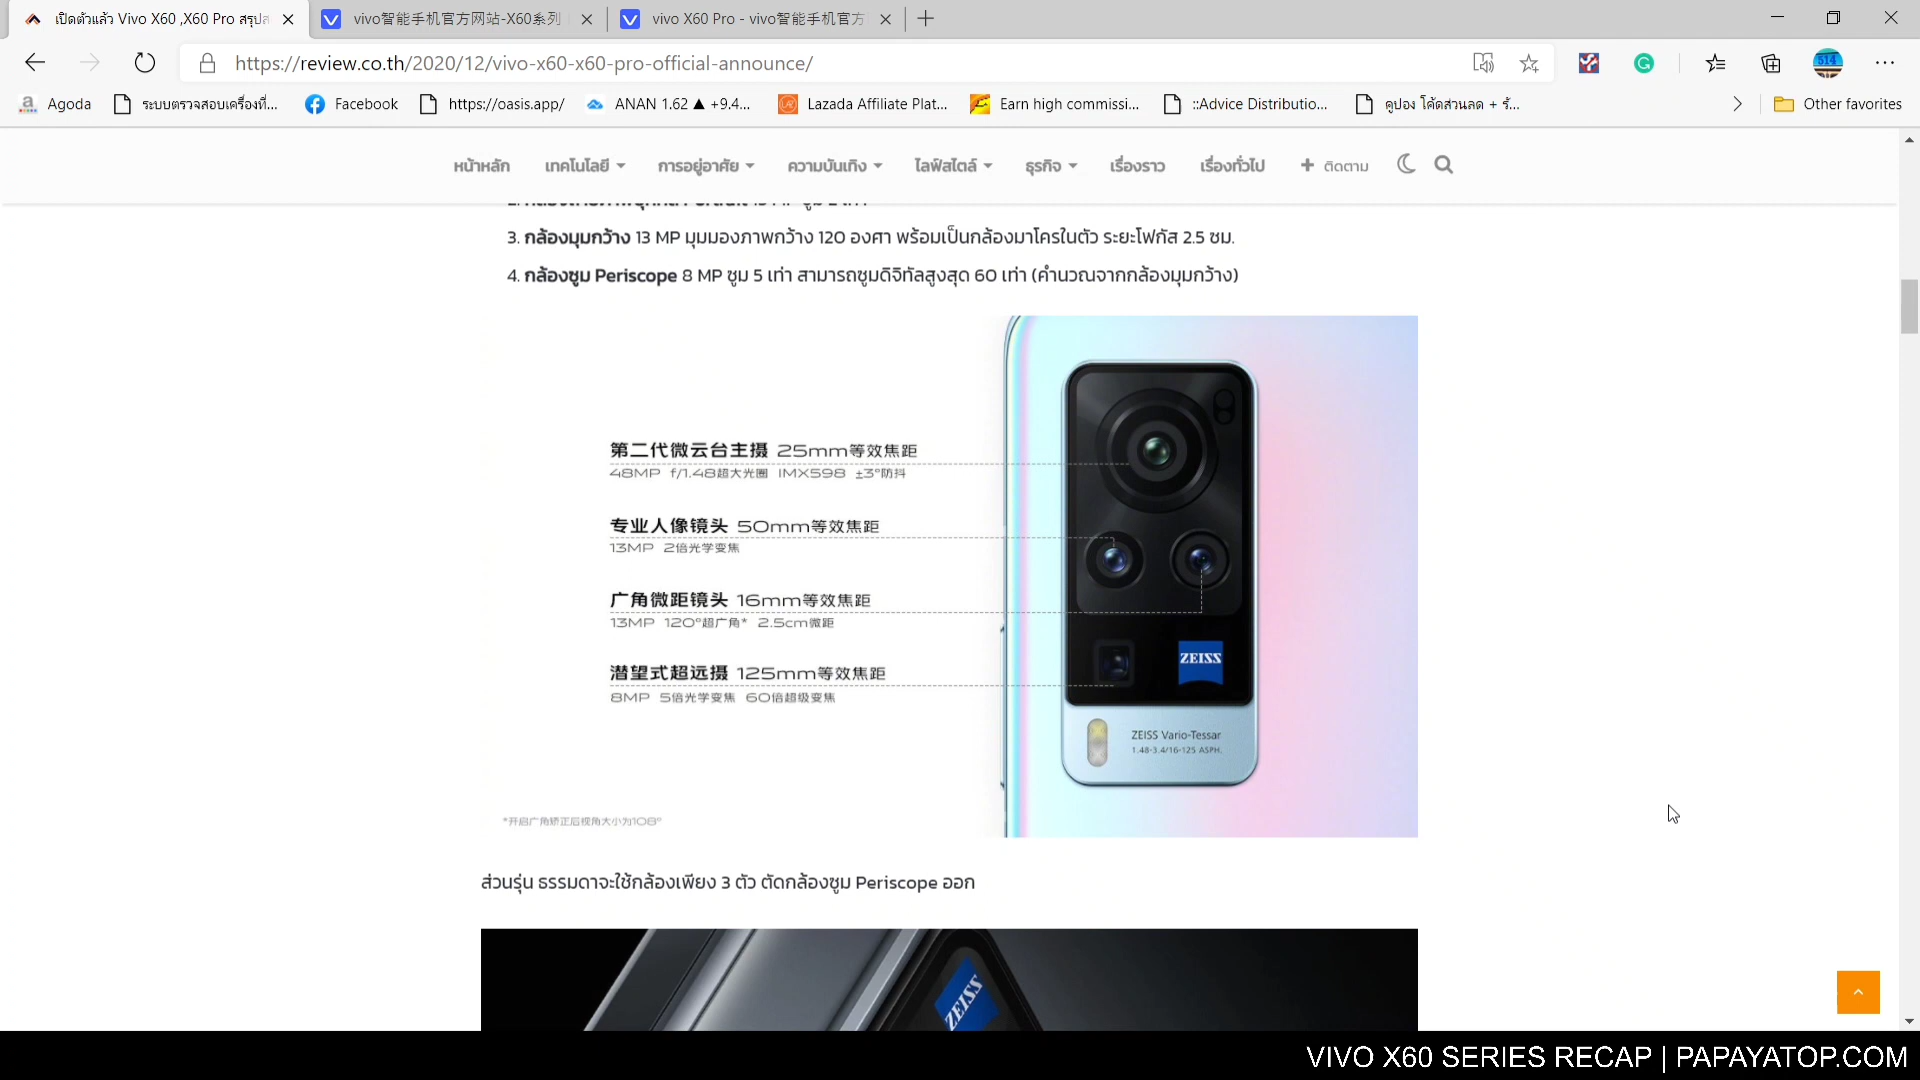 เปิดตัวแล้ว Vivo X60 ,X60 Pro สรุปส
vivo智能手机官方网站-X60系列
vivo X60 Pro - vivo智能手机官方
https://review.co.th/2020/12/vivo-x60-x60-pro-official-announce/
Agoda
ระบบตรวจสอบเครื่องที่...
Facebook
https://oasis.app/
ANAN 1.62 ▲ +9.4...
Lazada Affiliate Plat...
Earn high commissi...
::Advice Distributio...
คูปอง โค้ดส่วนลด + รั...
Other favorites
หน้าหลัก
เทคโนโลยี
การอยู่อาศัย
ความบันเทิง
ไลฟ์สไตล์
ธุรกิจ
เรื่องราว
เรื่องทั่วไป
+ ติดตาม
3. กล้องมุมกว้าง 13 MP มุมมองภาพกว้าง 120 องศา พร้อมเป็นกล้องมาโครในตัว ระยะโฟกัส 2.5 ซม.
4. กล้องซูม Periscope 8 MP ซูม 5 เท่า สามารถซูมดิจิทัลสูงสุด 60 เท่า (คำนวณจากกล้องมุมกว้าง)
第二代微云台主摄 25mm等效焦距
48MP f/1.48超大光圈 IMX598 ±3°防抖
专业人像镜头 50mm等效焦距
13MP 2倍光学变焦
广角微距镜头 16mm等效焦距
13MP 120°超广角* 2.5cm微距
潜望式超远摄 125mm等效焦距
8MP 5倍光学变焦 60倍超级变焦
ZEISS
ZEISS Vario-Tessar
1.48-3.4/16-125 ASPH.
*开启广角矫正后视角大小为108°
ส่วนรุ่น ธรรมดาจะใช้กล้องเพียง 3 ตัว ตัดกล้องซูม Periscope ออก
ZEISS
VIVO X60 SERIES RECAP | PAPAYATOP.COM